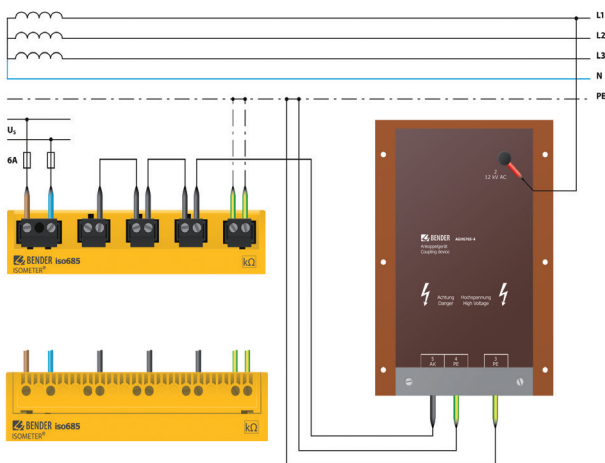 L1
L2
L3
N
PE
Us
6A
2
12 kV AC
BENDER iso685
ISOMETER®
kΩ
BENDER
Ankoppelgerät
Coupling device
Achtung Hochspannung
Danger High Voltage
5 4 3
AK PE PE
BENDER iso685
ISOMETER®
kΩ